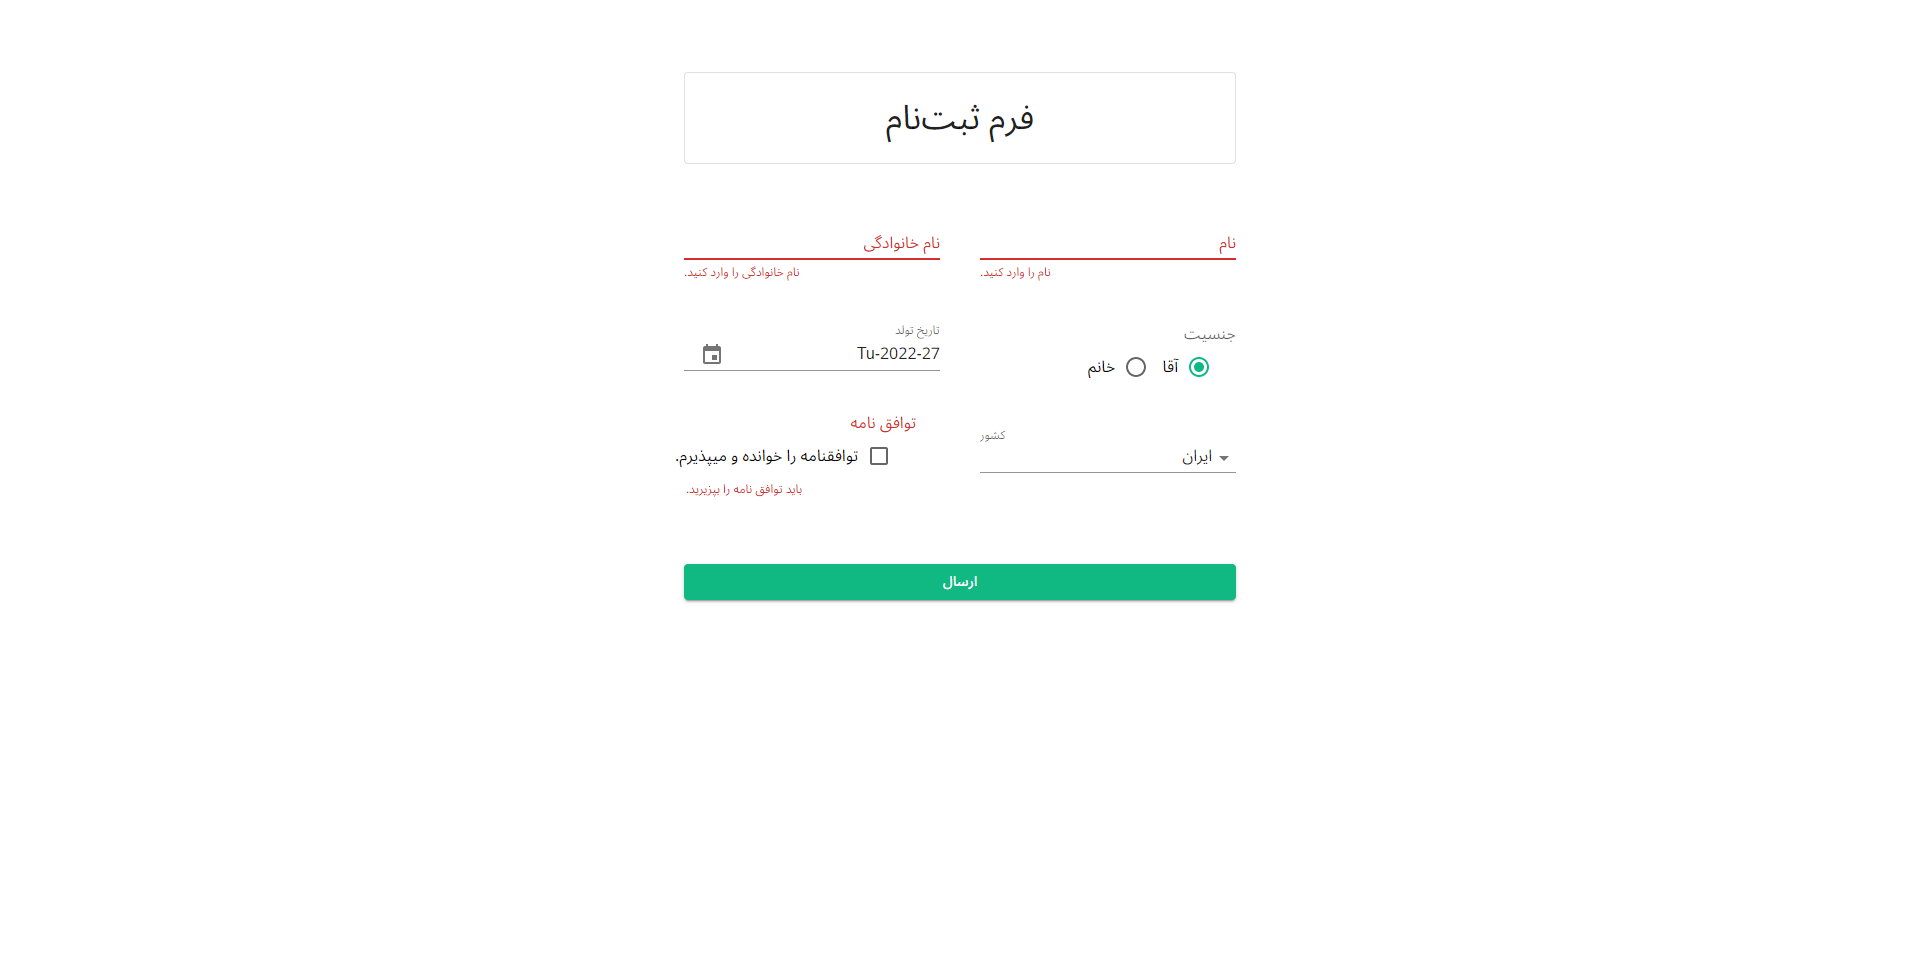 فرم ثبت‌نام
نام
نام را وارد کنید.
نام خانوادگی
نام خانوادگی را وارد کنید.
جنسیت
آقا
خانم
تاریخ تولد
Tu-2022-27
کشور
ایران
توافق نامه
توافقنامه را خوانده و میپذیرم.
باید توافق نامه را بپزیرید.
ارسال